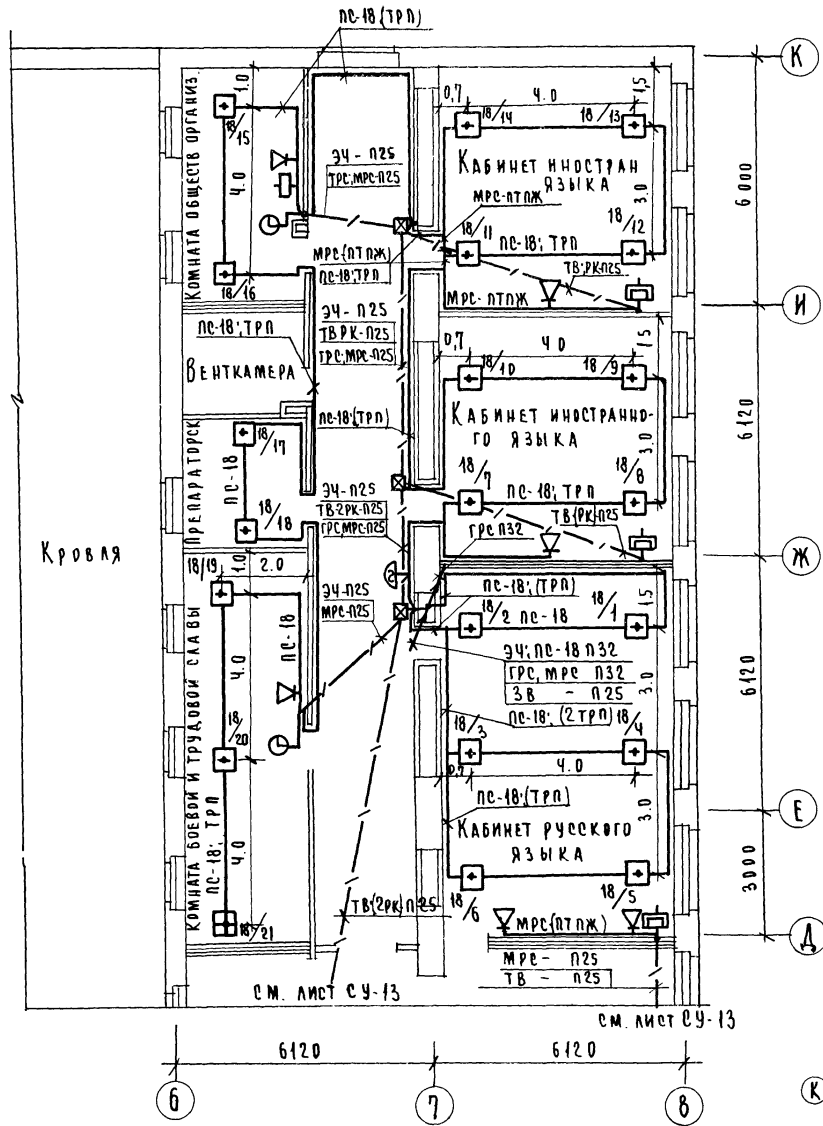 ПС-18;(ТРП)
К
1.0
0,7
4.0
1,5
18/15
18/14
18/13
КОМНАТА ОБЩЕСТВ ОРГАНИЗ.
4.0
ЭЧ - П25
ТРС;МРС-П25
КАБИНЕТ ИНОСТРАН
ЯЗЫКА
3.0
6000
МРС-ПТПЖ
18/11
18/12
ПС-18; ТРП
МРС(ПТПЖ)
ПС-18;ТРП
ТВ;РК-П25
18/16
МРС-ПТПЖ
И
ПС-18;ТРП
ЭЧ - П25
ТВРК-П25
ГРС;МРС-П25
0,7
4 0
1.5
ВЕНТКАМЕРА
18/10
18/9
ПС-18;(ТРП)
КАБИНЕТ ИНОСТРАННО-
ГО ЯЗЫКА
3.0
6120
ПРЕПАРАТОРСК
18/17
ПС-18
18/7
18/8
ЭЧ-П25
ТВ-2РК-П25
ГРС;МРС-П25
ПС-18; ТРП
18/18
ТВ(РК)-П25
ГРС П32
КРОВЛЯ
Ж
18/19
1.0
2.0
ЭЧ-П25
МРС-П25
ПС-18;(ТРП)
18/2
ПС-18
18/1
1.5
КОМНАТА БОЕВОЙ И ТРУДОВОЙ СЛАВЫ
4.0
ПС-18
ЭЧ;ПС-18 П32
ГРС, МРС П32
ЗВ - П25
ПС-18; (2ТРП)
3.0
6120
18/3
18/4
18/20
0,7
4.0
ПС-18; ТРП
4.0
ПС-18;(ТРП)
Е
КАБИНЕТ РУССКОГО
ЯЗЫКА
3.0
3000
18/6
18/5
18/21
ТВ(2РК)П25
МРС(ПТПЖ)
Д
МРС- П25
ТВ - П25
СМ. ЛИСТ СУ-13
СМ. ЛИСТ СУ-13
6120
6120
6
7
8
К